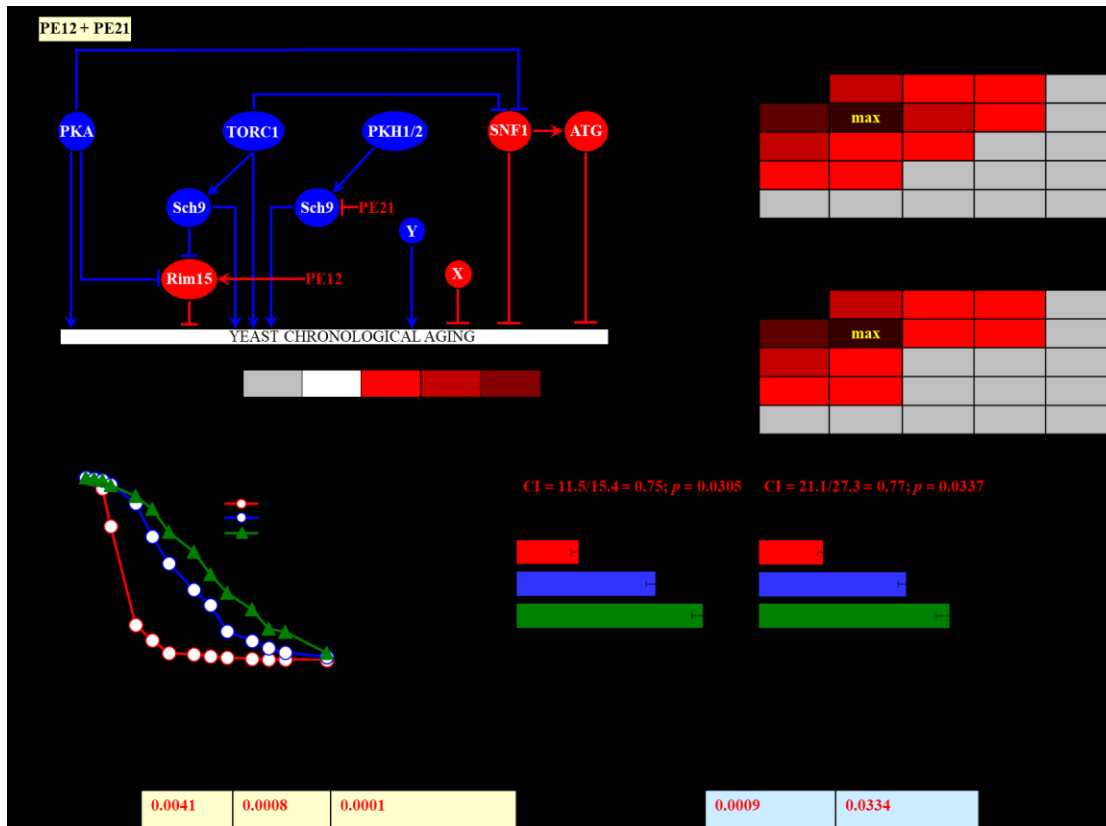 PE12 + PE21
PKA
TORC1
PKH1/2
SNF1
ATG
max
Sch9
Sch9
PE21
Y
X
Rim15
PE12
YEAST CHRONOLOGICAL AGING
max
CI = 11.5/15.4 = 0.75; p = 0.0305
CI = 21.1/27.3 = 0.77; p = 0.0337
0.0041
0.0008
0.0001
0.0009
0.0334